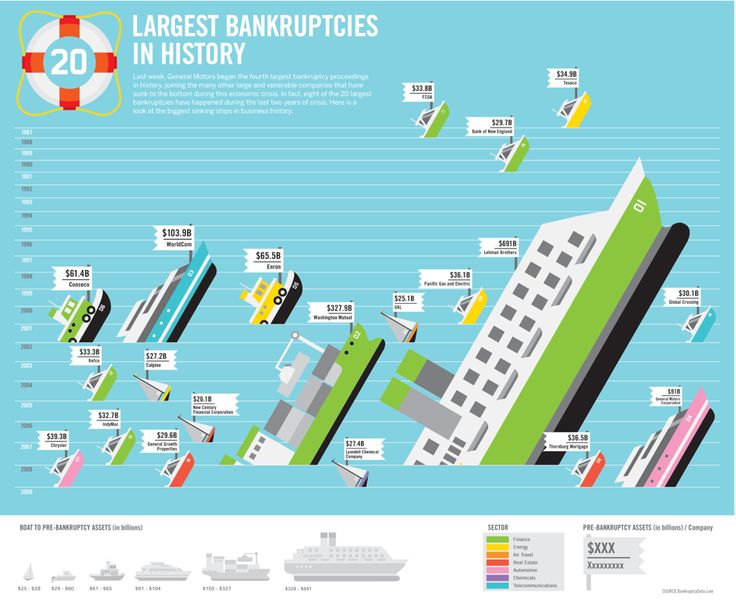 20
LARGEST BANKRUPTCIES
IN HISTORY
Last week, General Motors began the fourth largest bankruptcy proceedings
in history, joining the many other large and venerable companies that have
sunk to the bottom during this economic crisis. In fact, eight of the 20 largest
bankruptcies have happened during the last two years of crisis. Here is a
look at the biggest sinking ships in business history.
$33.8B
FCOA
$34.9B
Texaco
$29.7B
Bank of New England
1987
1988
1989
1990
1991
1992
1993
1994
1995
1996
1997
1998
1999
2000
2001
2002
2003
2004
2005
2006
2007
2008
2009
$103.9B
WorldCom
03
$61.4B
Conseco
06
$65.5B
Enron
05
$327.9B
Washington Mutual
02
$25.1B
UAL
$36.1B
Pacific Gas and Electric
$691B
Lehman Brothers
01
$30.1B
Global Crossing
$33.3B
Refco
$27.2B
Calpine
$26.1B
New Century
Financial Corporation
$32.7B
IndyMac
$39.3B
Chrysler
$29.6B
General Growth
Properties
$27.4B
Lyondell Chemical
Company
$36.5B
Thornburg Mortgage
$91B
General Motors
Corporation
04
BOAT TO PRE-BANKRUPTCY ASSETS (in billions)
$25 - $28
$29 - $60
$61 - $65
$91 - $104
$105 - $327
$328 - $691
SECTOR
Finance
Energy
Air Travel
Real Estate
Automotive
Chemicals
Telecommunications
PRE-BANKRUPTCY ASSETS (in billions) / Company
$XXX
Xxxxxxxxx
SOURCE BankruptcyData.com